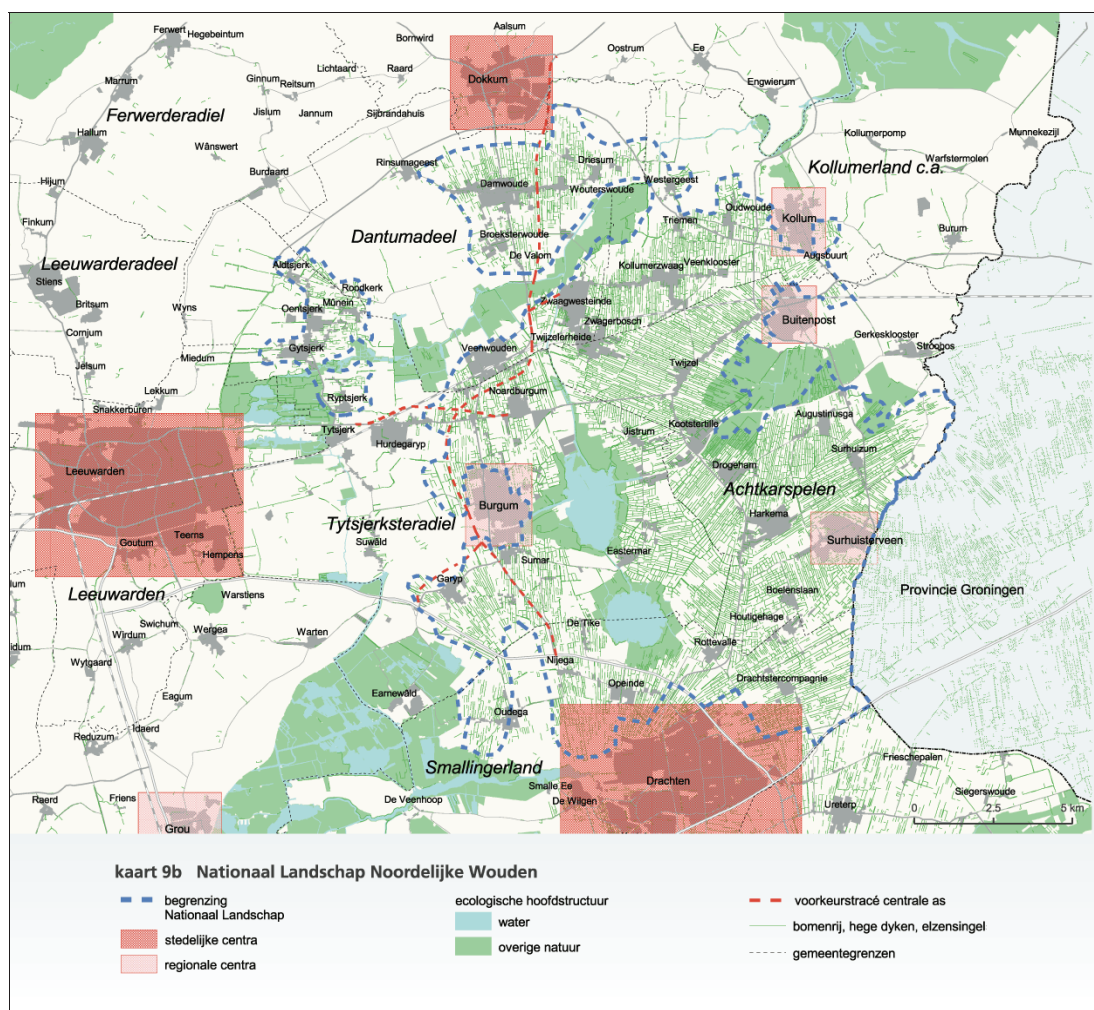 Aalsum
Ferwert
Hegebeintum
Bornwird
Oostrum
Ee
Lichtaard
Raard
Dokkum
Ginnum
Reitsum
Marrum
Engwierum
Jislum
Jannum
Sijbrandahuis
Ferwerderadiel
Hallum
Kollumerpomp
Munnekezijl
Wânswert
Driesum
Warfstermolen
Rinsumageest
Kollumerland c.a.
Burdaard
Westergeest
Hijum
Damwoude
Wouterswoude
Oudwoude
Kollum
Finkum
Triemen
Burum
Dantumadeel
Broeksterwoude
De Valom
Augsbuurt
Leeuwarderadeel
Aldtsjerk
Kollumerzwaag
Veenklooster
Stiens
Roodkerk
Britsum
Wyns
Oentsjerk
Mûnein
Zwaagwesteinde
Buitenpost
Zwagerbosch
Cornjum
Twijzelerheide
Gerkesklooster
Stroobos
Gytsjerk
Veenwouden
Miedum
Jelsum
Twijzel
Lekkum
Ryptsjerk
Noardburgum
Snakkerburen
Augustinusga
Tytsjerk
Kootstertille
Jistrum
Hurdegaryp
Surhuizum
Leeuwarden
Drogeham
Achtkarspelen
Burgum
Harkema
Tytsjerksteradiel
Teerns
Goutum
Surhuisterveen
Suwâld
Hempens
Eastermar
Sumar
Garyp
Leeuwarden
Warstiens
Boelenslaan
Provincie Groningen
Swichum
Houtigehage
De Tike
Wirdum
Wergea
Warten
Rottevalle
Wytgaard
Nijega
Drachtstercompagnie
Opeinde
Eagum
Earnewâld
Oudega
Idaerd
Reduzum
Smallingerland
Frieschepalen
Drachten
Smalle Ee
De Wilgen
Siegerswoude
Raerd
Friens
De Veenhoop
Ureterp
0 2.5 5 km
Grou
kaart 9b Nationaal Landschap Noordelijke Wouden
begrenzing
Nationaal Landschap
stedelijke centra
regionale centra
ecologische hoofdstructuur
water
overige natuur
voorkeurstracé centrale as
bomenrij, hege dyken, elzensingel
gemeentegrenzen